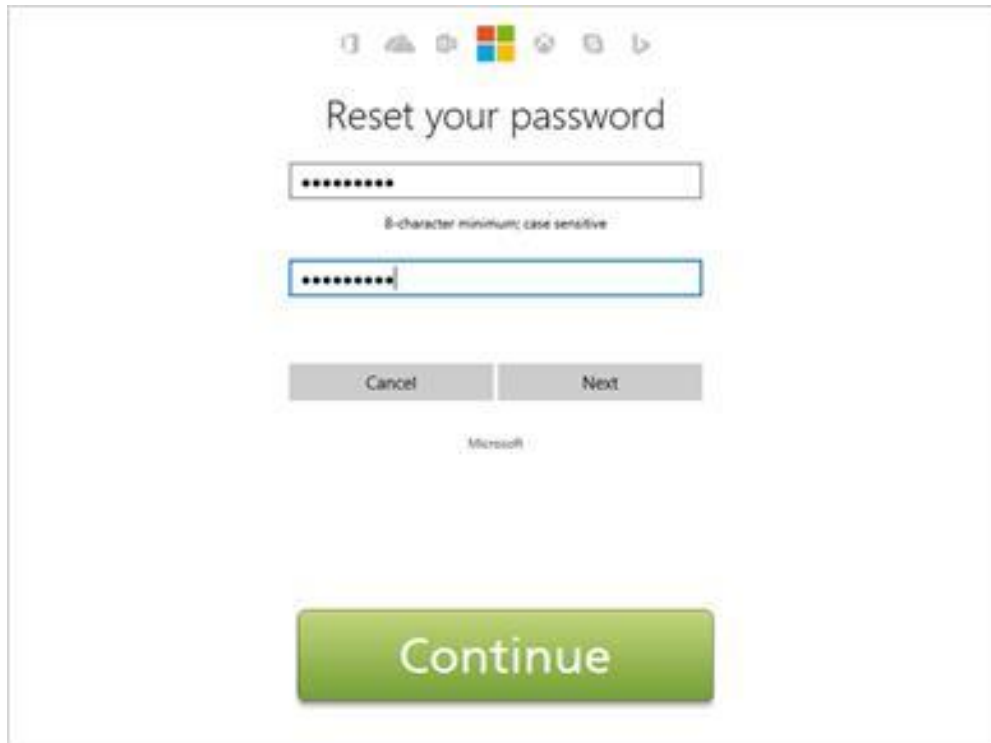 Reset your password
•••••••••
8-character minimum; case sensitive
•••••••••
Cancel Next
Microsoft
Continue